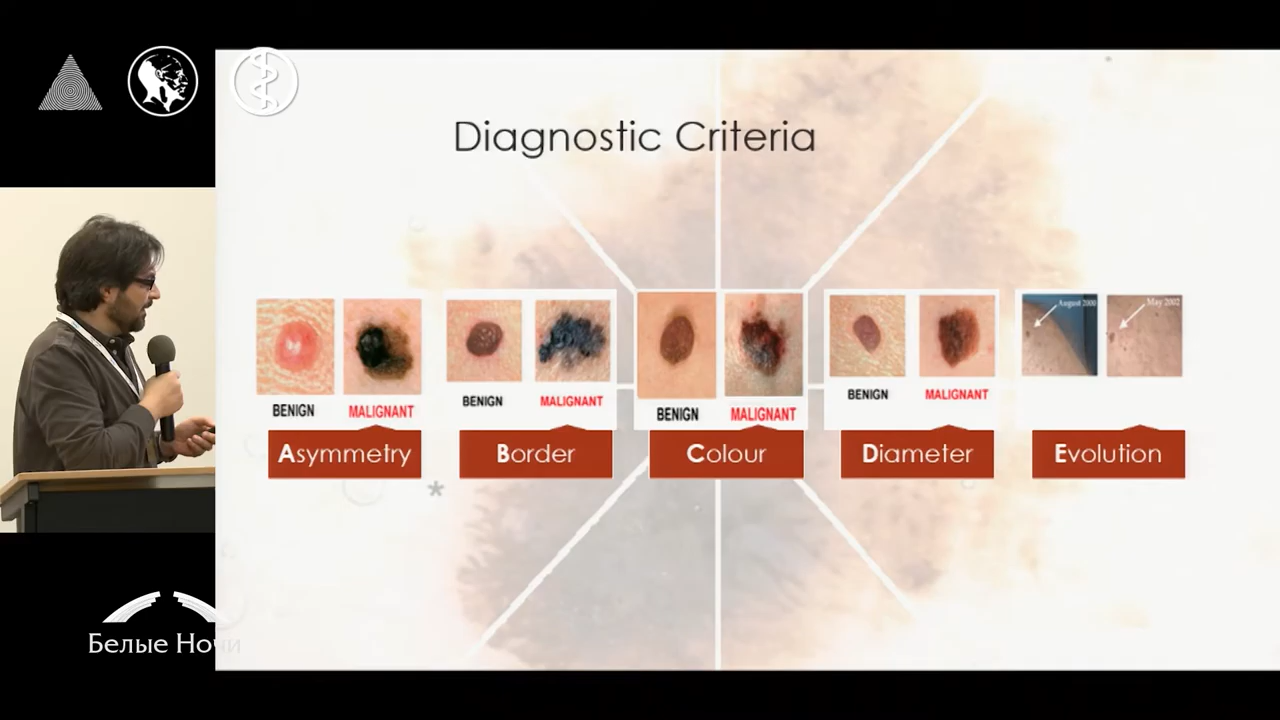 Diagnostic Criteria
August 2000
May 2002
BENIGN
MALIGNANT
BENIGN
MALIGNANT
BENIGN
MALIGNANT
BENIGN
MALIGNANT
Asymmetry
Border
Colour
Diameter
Evolution
*
Белые Ночи